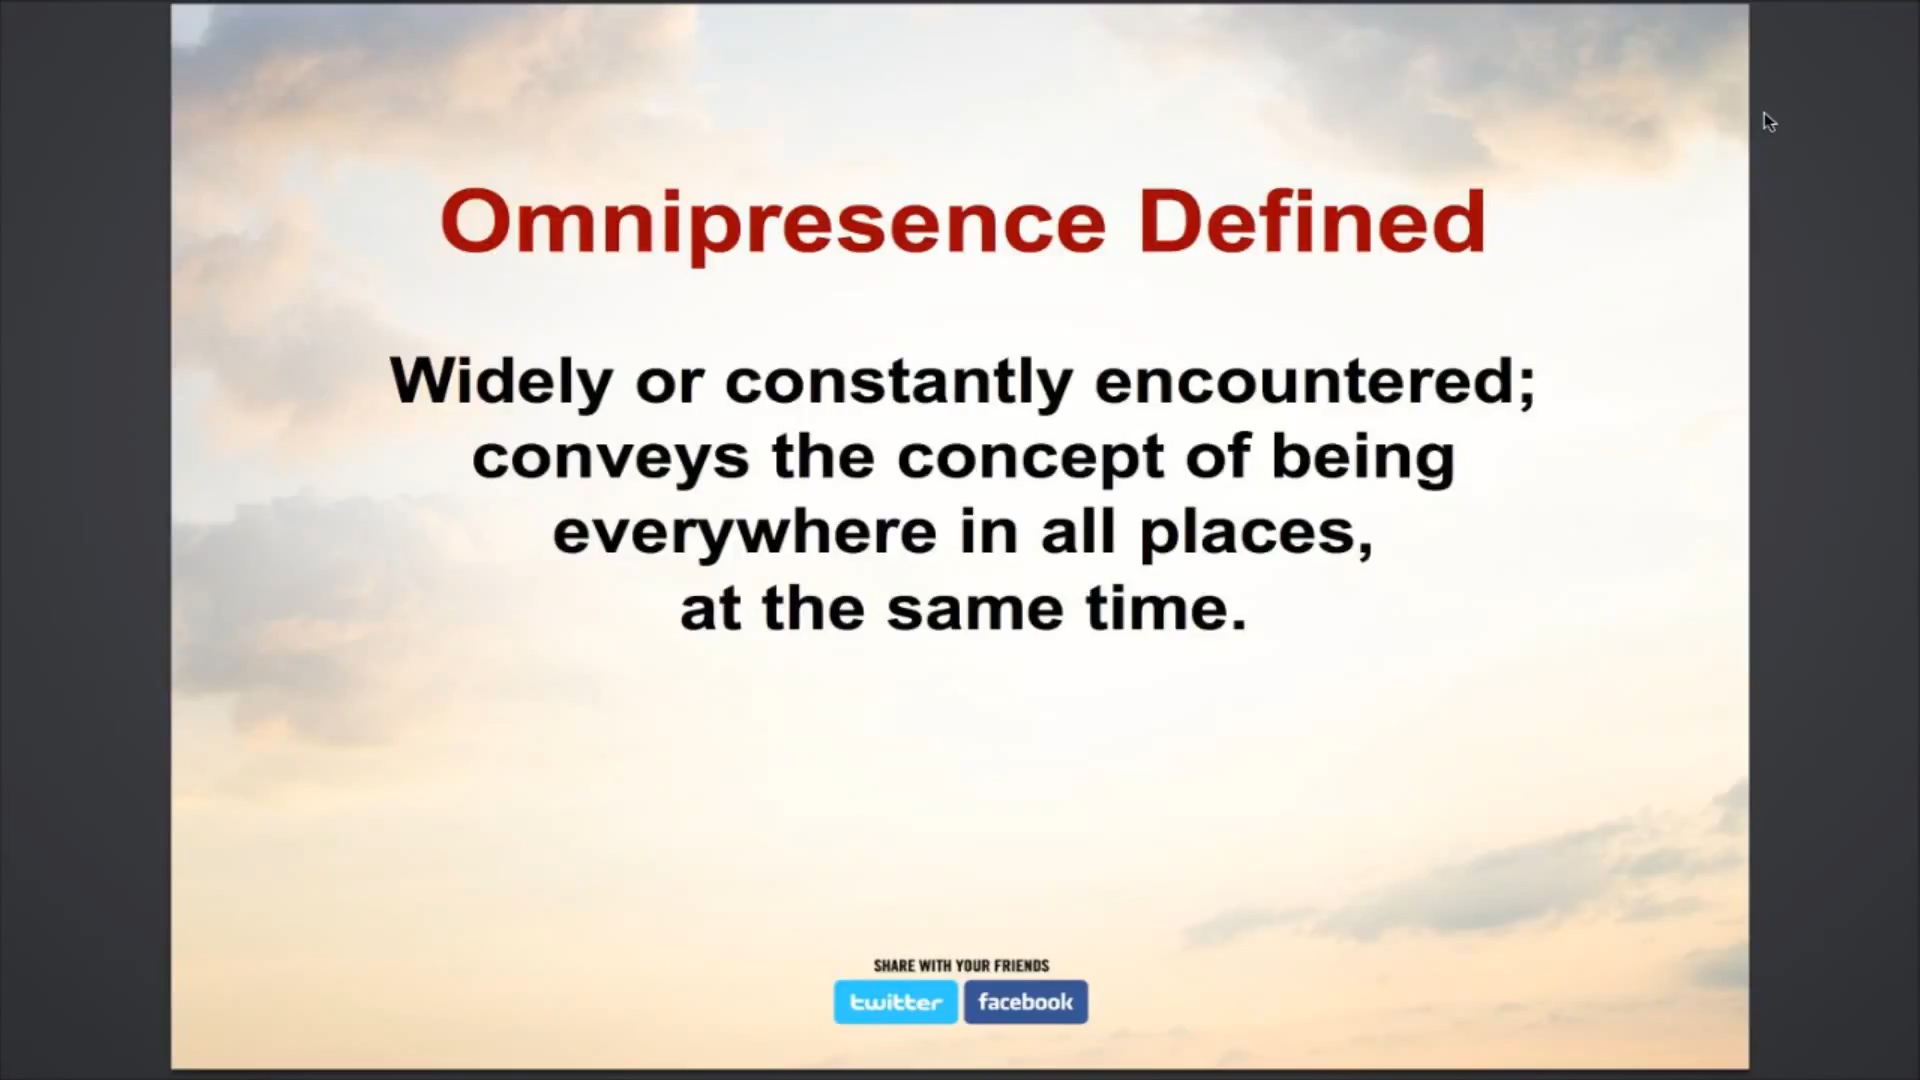 Omnipresence Defined
Widely or constantly encountered;
conveys the concept of being
everywhere in all places,
at the same time.
SHARE WITH YOUR FRIENDS
twitter facebook